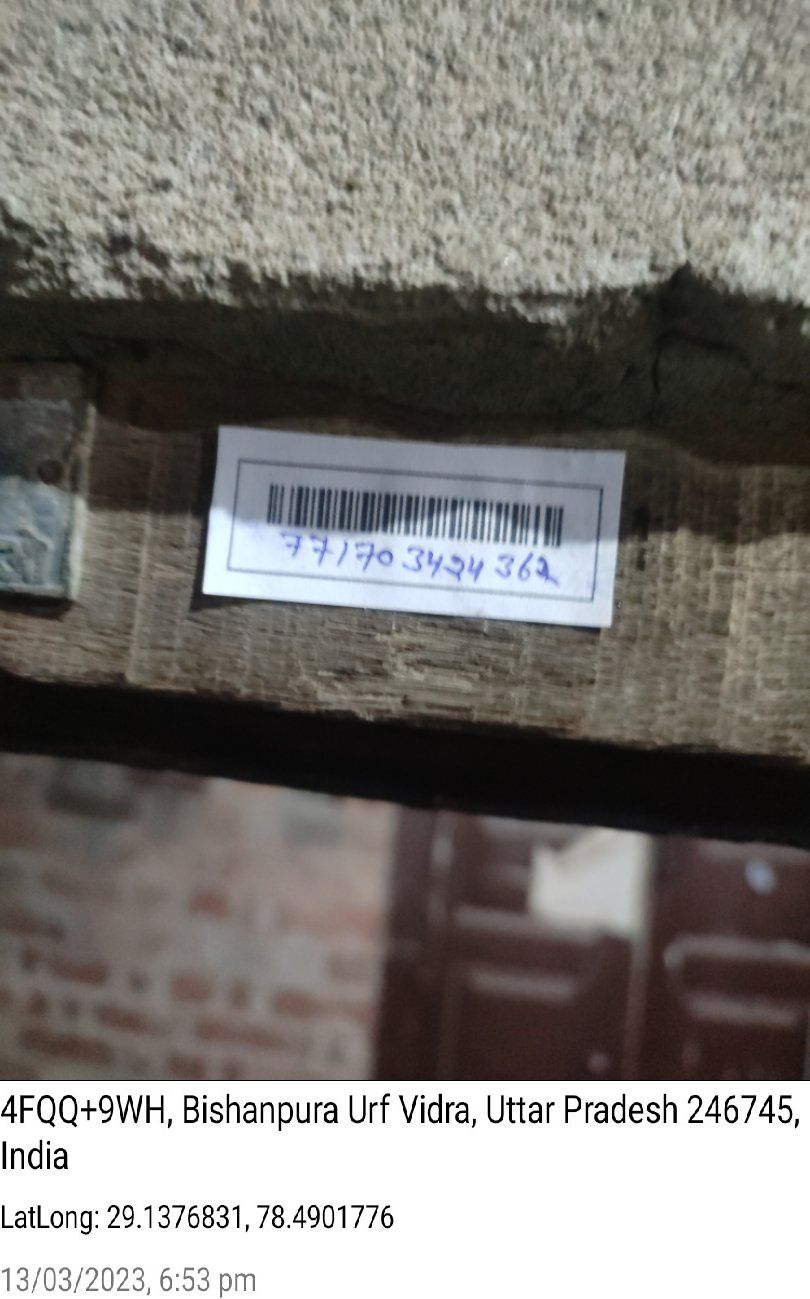 771703424362
4FQQ+9WH, Bishanpura Urf Vidra, Uttar Pradesh 246745,
India
LatLong: 29.1376831, 78.4901776
13/03/2023, 6:53 pm